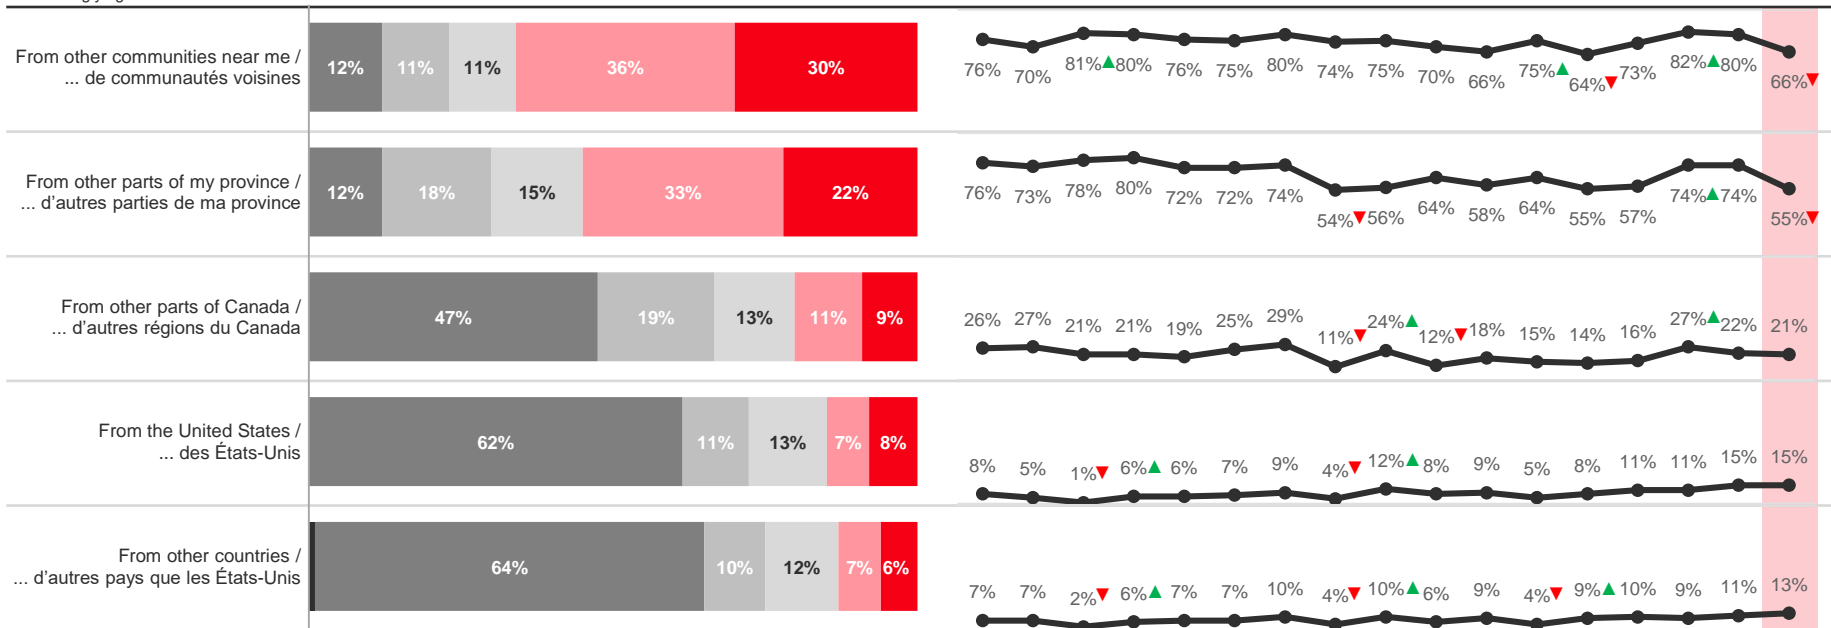 From other communities near me /
... de communautés voisines
12% 11% 11% 36% 30%
76% 70% 81% 80% 76% 75% 80% 74% 75% 70% 66% 75% 64% 73% 82% 80% 66%
From other parts of my province /
... d'autres parties de ma province
12% 18% 15% 33% 22%
76% 73% 78% 80% 72% 72% 74% 54% 56% 64% 58% 64% 55% 57% 74% 74% 55%
From other parts of Canada /
... d'autres régions du Canada
47% 19% 13% 11% 9%
26% 27% 21% 21% 19% 25% 29% 11% 24% 12% 18% 15% 14% 16% 27% 22% 21%
From the United States /
... des États-Unis
62% 11% 13% 7% 8%
8% 5% 1% 6% 6% 7% 9% 4% 12% 8% 9% 5% 8% 11% 11% 15% 15%
From other countries /
... d'autres pays que les États-Unis
64% 10% 12% 7% 6%
7% 7% 2% 6% 7% 7% 10% 4% 10% 6% 9% 4% 9% 10% 9% 11% 13%